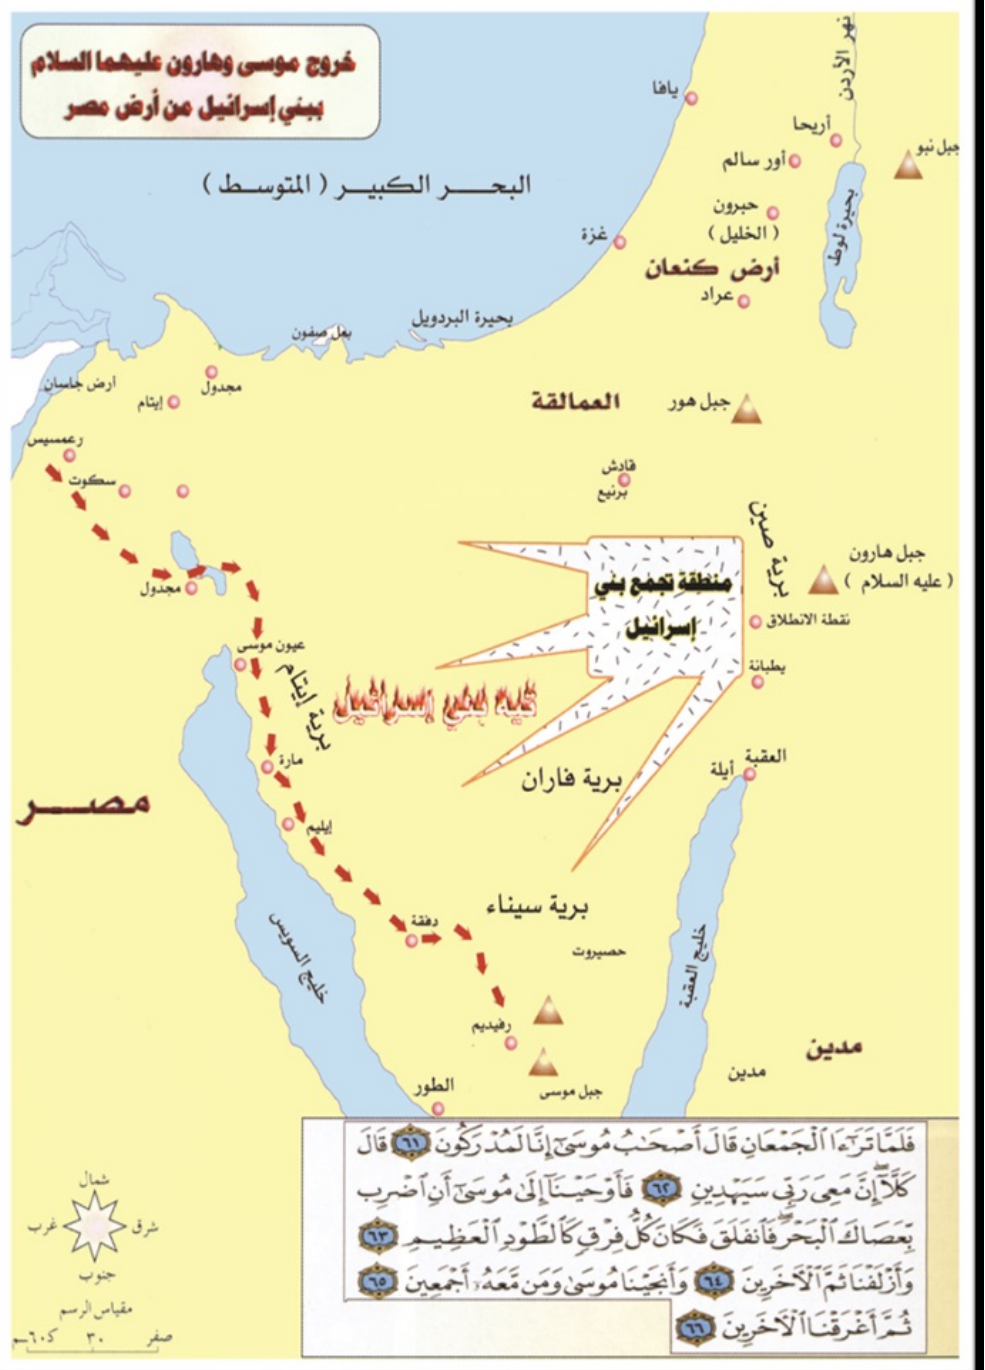 خروج موسى وهارون عليهما السلام
ببني إسرائيل من أرض مصر
نهر الأردن
يافا
أريحا
جبل نبو
أور سالم
البحر الكبير ( المتوسط )
حبرون
( الخليل )
بحيرة لوط
غزة
أرض كنعان
عراد
بحيرة البردويل
بعل صفون
أرض جاسان
مجدول
إيتام
العمالقة
جبل هور
رعمسيس
سكوت
قادش
برنيع
برية صين
جبل هارون
( عليه السلام )
منطقة تجمع بني
إسرائيل
مجدول
نقطة الانطلاق
عيون موسى
يطبانة
برية إيتام
تيه بني إسرائيل
مارة
العقبة
أيلة
برية فاران
مصر
إيليم
برية سيناء
دفقة
حصيروت
خليج السويس
خليج العقبة
رفيديم
مدين
مدين
جبل موسى
الطور
فَلَمَّا تَرَٰٓءَا ٱلْجَمْعَانِ قَالَ أَصْحَٰبُ مُوسَىٰٓ إِنَّا لَمُدْرَكُونَ ٦١ قَالَ
كَلَّآ ۖ إِنَّ مَعِىَ رَبِّى سَيَهْدِينِ ٦٢ فَأَوْحَيْنَآ إِلَىٰ مُوسَىٰٓ أَنِ ٱضْرِب
بِّعَصَاكَ ٱلْبَحْرَ ۖ فَٱنفَلَقَ فَكَانَ كُلُّ فِرْقٍ كَٱلطَّوْدِ ٱلْعَظِيمِ ٦٣
وَأَزْلَفْنَا ثَمَّ ٱلْءَاخَرِينَ ٦٤ وَأَنجَيْنَا مُوسَىٰ وَمَن مَّعَهُۥٓ أَجْمَعِينَ ٦٥
ثُمَّ أَغْرَقْنَا ٱلْءَاخَرِينَ ٦٦
شمال
شرق
غرب
جنوب
مقياس الرسم
صفر ٣٠ ٦٠كـم